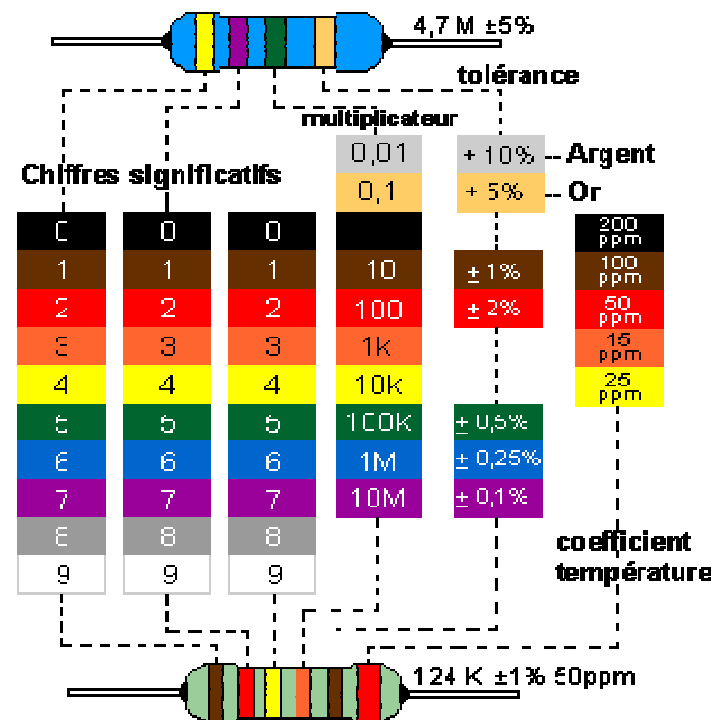 4,7 M ±5%
tolérance
multiplicateur
0,01 + 10% -- Argent
Chiffres significatifs
0,1 + 5% -- Or
0 0 0
200 ppm
1 1 1 10 ± 1%
100 ppm
2 2 2 100 ± 2%
50 ppm
3 3 3 1k
15 ppm
4 4 4 10k
25 ppm
5 5 5 100K ± 0,5%
6 6 6 1M ± 0,25%
7 7 7 10M ± 0,1%
8 8 8
9 9 9
coefficient
température
124 K ±1% 50ppm